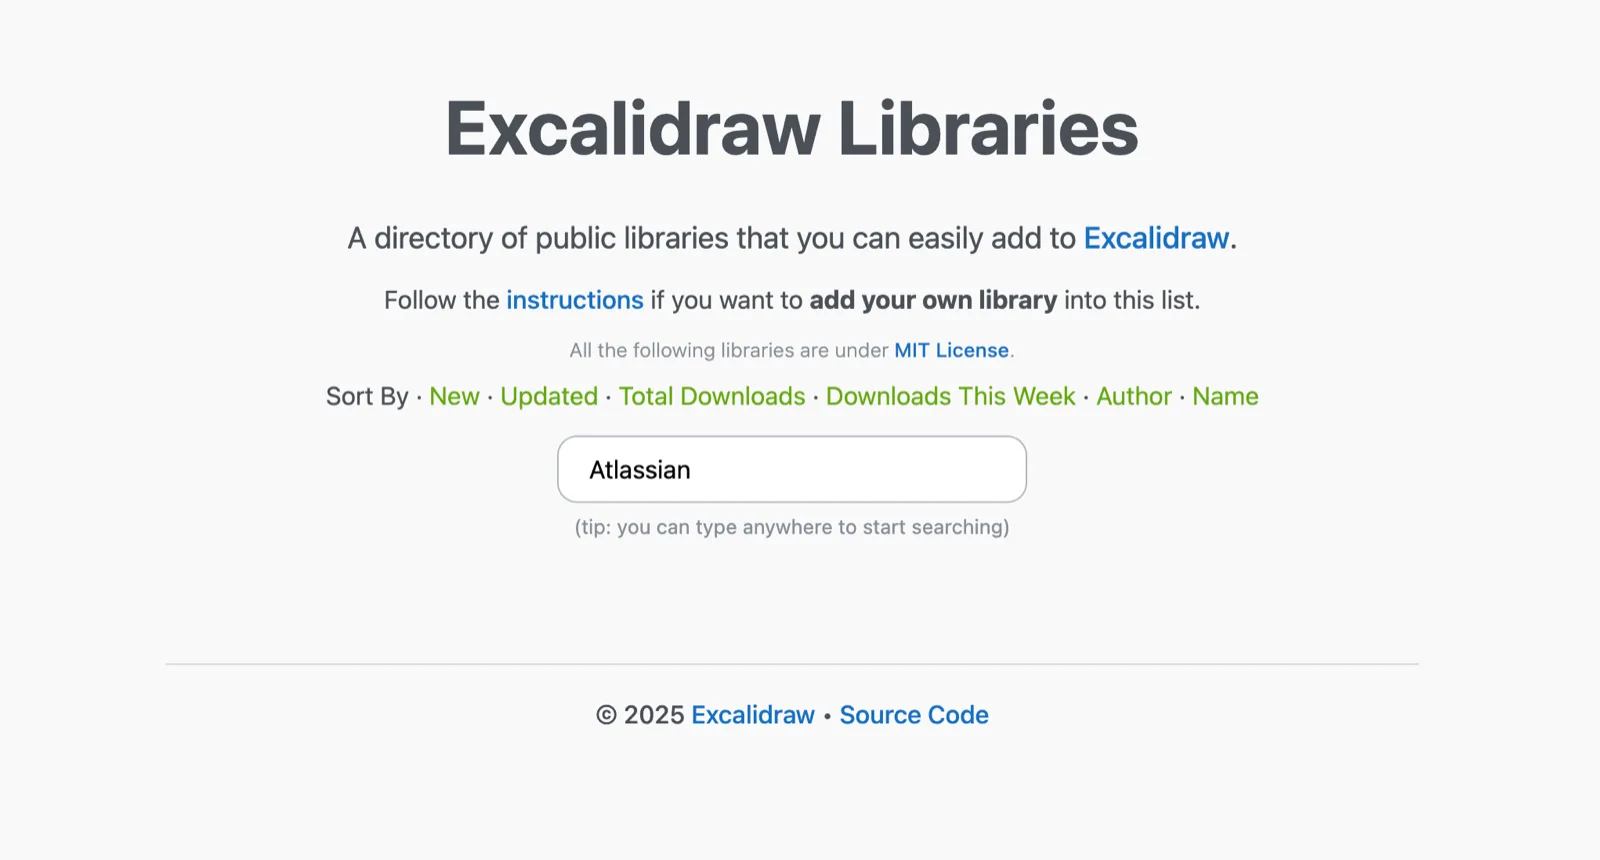 Excalidraw Libraries
A directory of public libraries that you can easily add to Excalidraw.
Follow the instructions if you want to add your own library into this list.
All the following libraries are under MIT License.
Sort By · New · Updated · Total Downloads · Downloads This Week · Author · Name
Atlassian
(tip: you can type anywhere to start searching)
© 2025 Excalidraw • Source Code